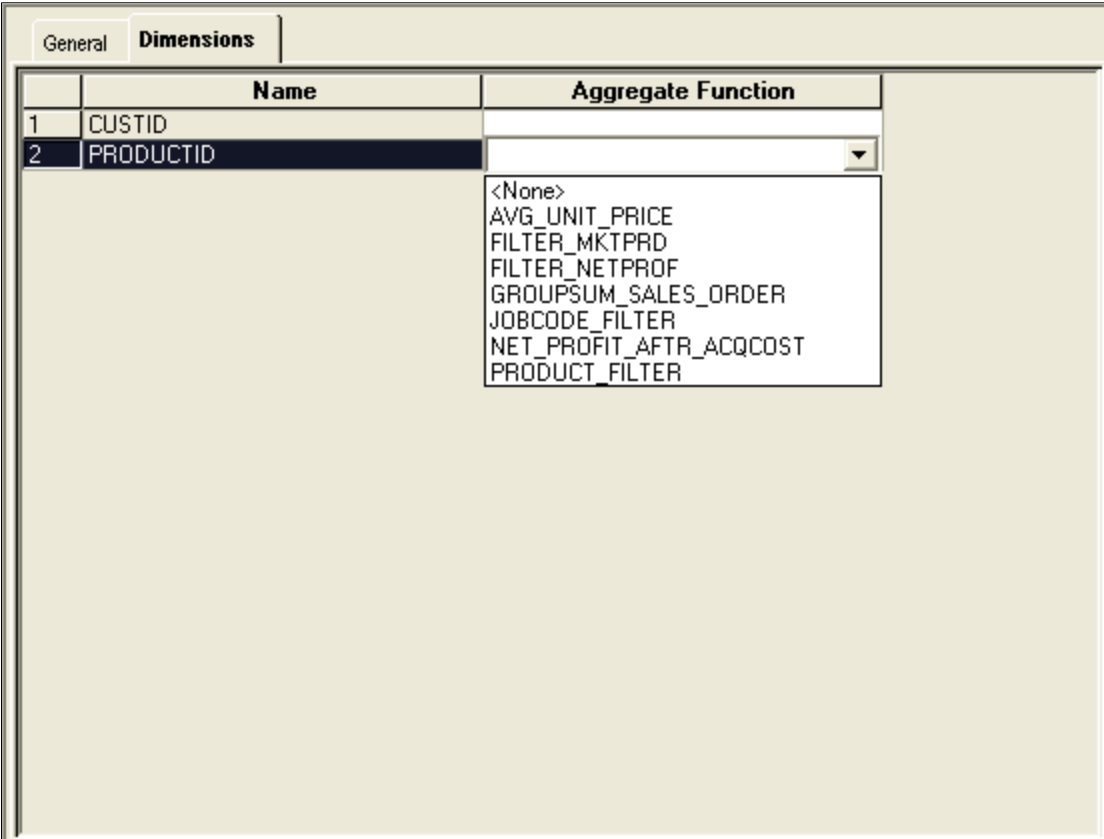 General Dimensions
Name Aggregate Function
1 CUSTID
2 PRODUCTID
<None>
AVG_UNIT_PRICE
FILTER_MKTPRD
FILTER_NETPROF
GROUPSUM_SALES_ORDER
JOBCODE_FILTER
NET_PROFIT_AFTR_ACQCOST
PRODUCT_FILTER